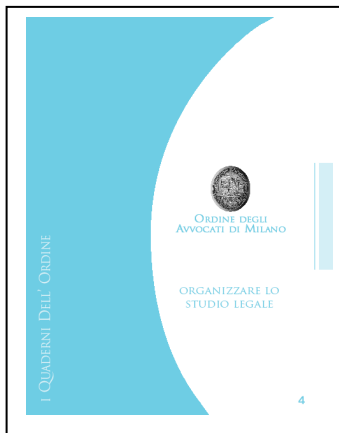 Ordine degli
Avvocati di Milano
organizzare lo
studio legale
I Quaderni Dell' Ordine
4